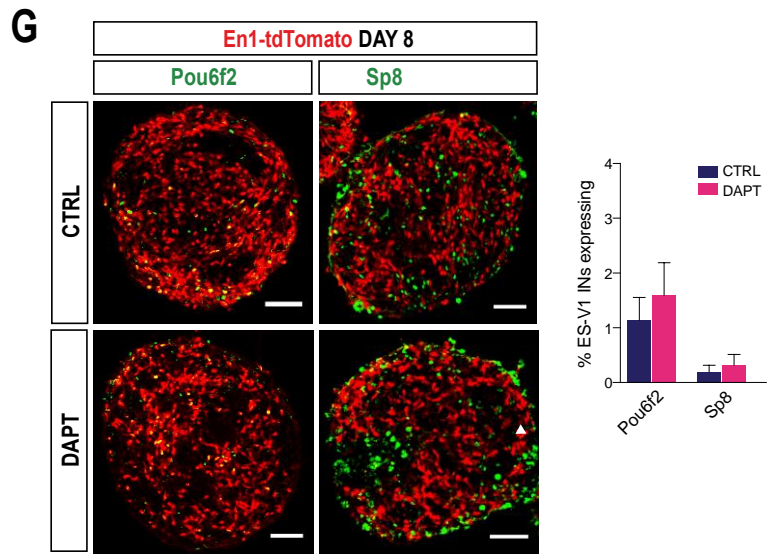 G
En1-tdTomato DAY 8
Pou6f2
Sp8
CTRL
DAPT
% ES-V1 INs expressing
4
3
2
1
0
CTRL
DAPT
Pou6f2
Sp8